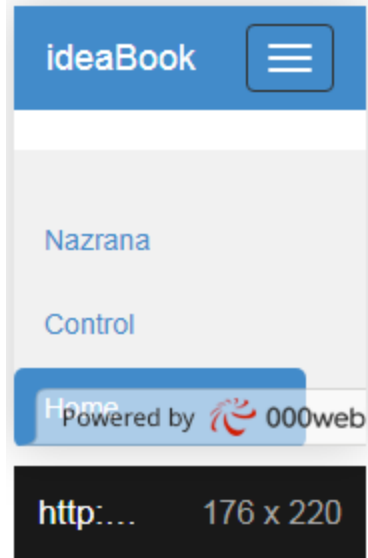 ideaBook
Nazrana
Control
Home
Powered by 000web
http:... 176 x 220